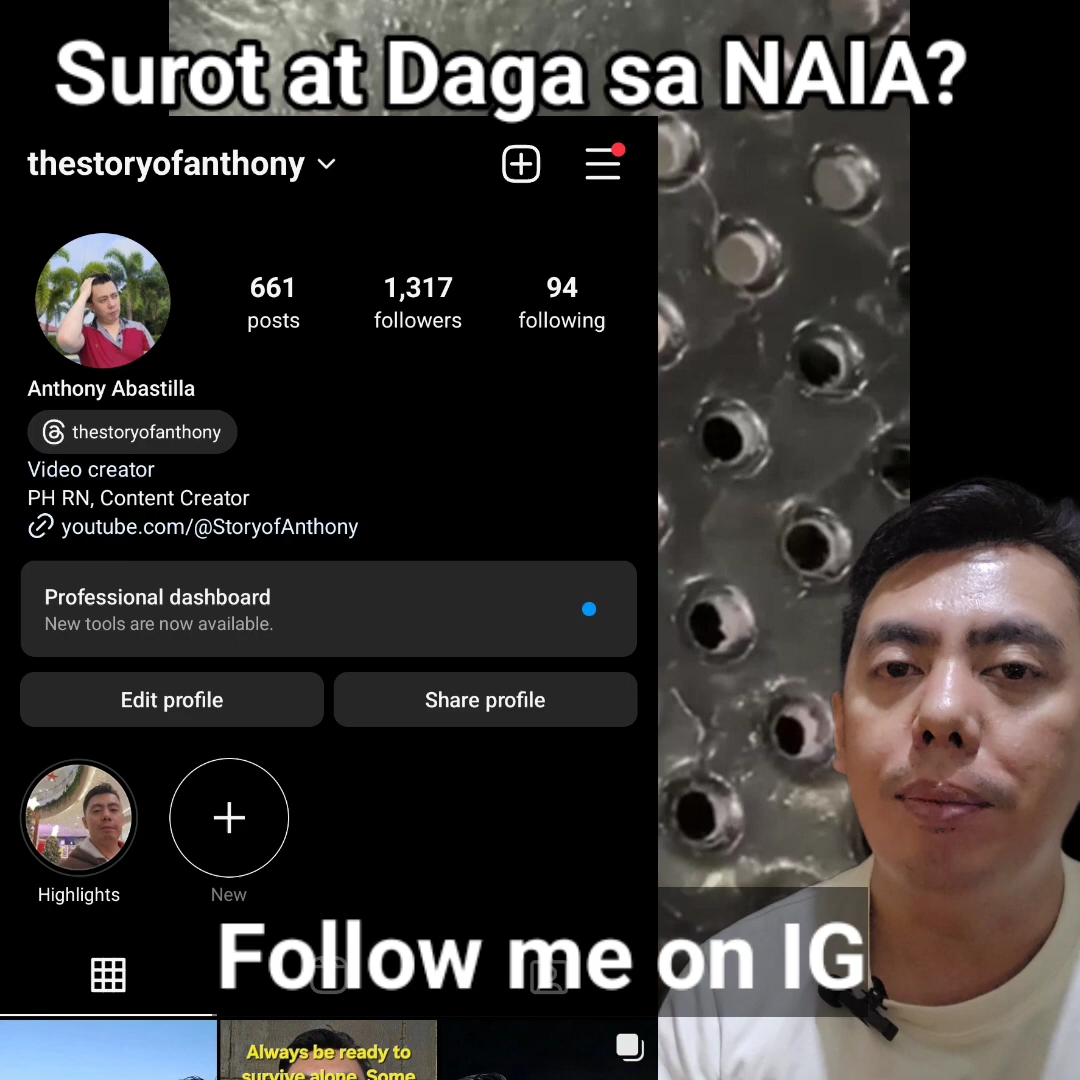 Surot at Daga sa NAIA?
thestoryofanthony
661
1,317
94
posts
followers
following
Anthony Abastilla
thestoryofanthony
Video creator
PH RN, Content Creator
youtube.com/@StoryofAnthony
Professional dashboard
New tools are now available.
Edit profile
Share profile
Highlights
New
Follow me on IG
Always be ready to
survive alone. Some